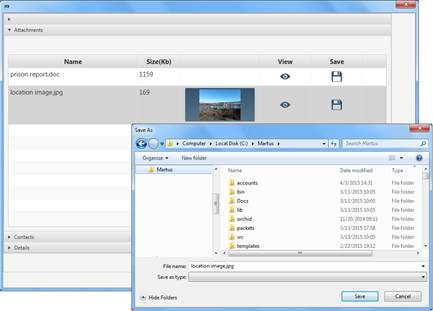 m
Attachments
Name Size(Kb) View Save
prison report.doc 1159
location image.jpg 169
Save As
Computer Local Disk (C:) Martus Search Martus
Organize New folder
Martus
Name Date modified Type
accounts 4/3/2015 14:31 File folder
bin 3/13/2015 10:05 File folder
Docs 3/13/2015 10:05 File folder
lib 3/13/2015 10:05 File folder
orchid 11/20/2014 09:11 File folder
packets 3/13/2015 17:58 File folder
src 3/13/2015 10:05 File folder
templates 2/22/2015 19:12 File folder
File name: location image.jpg
Save as type:
Hide Folders Save Cancel
Contacts
Details